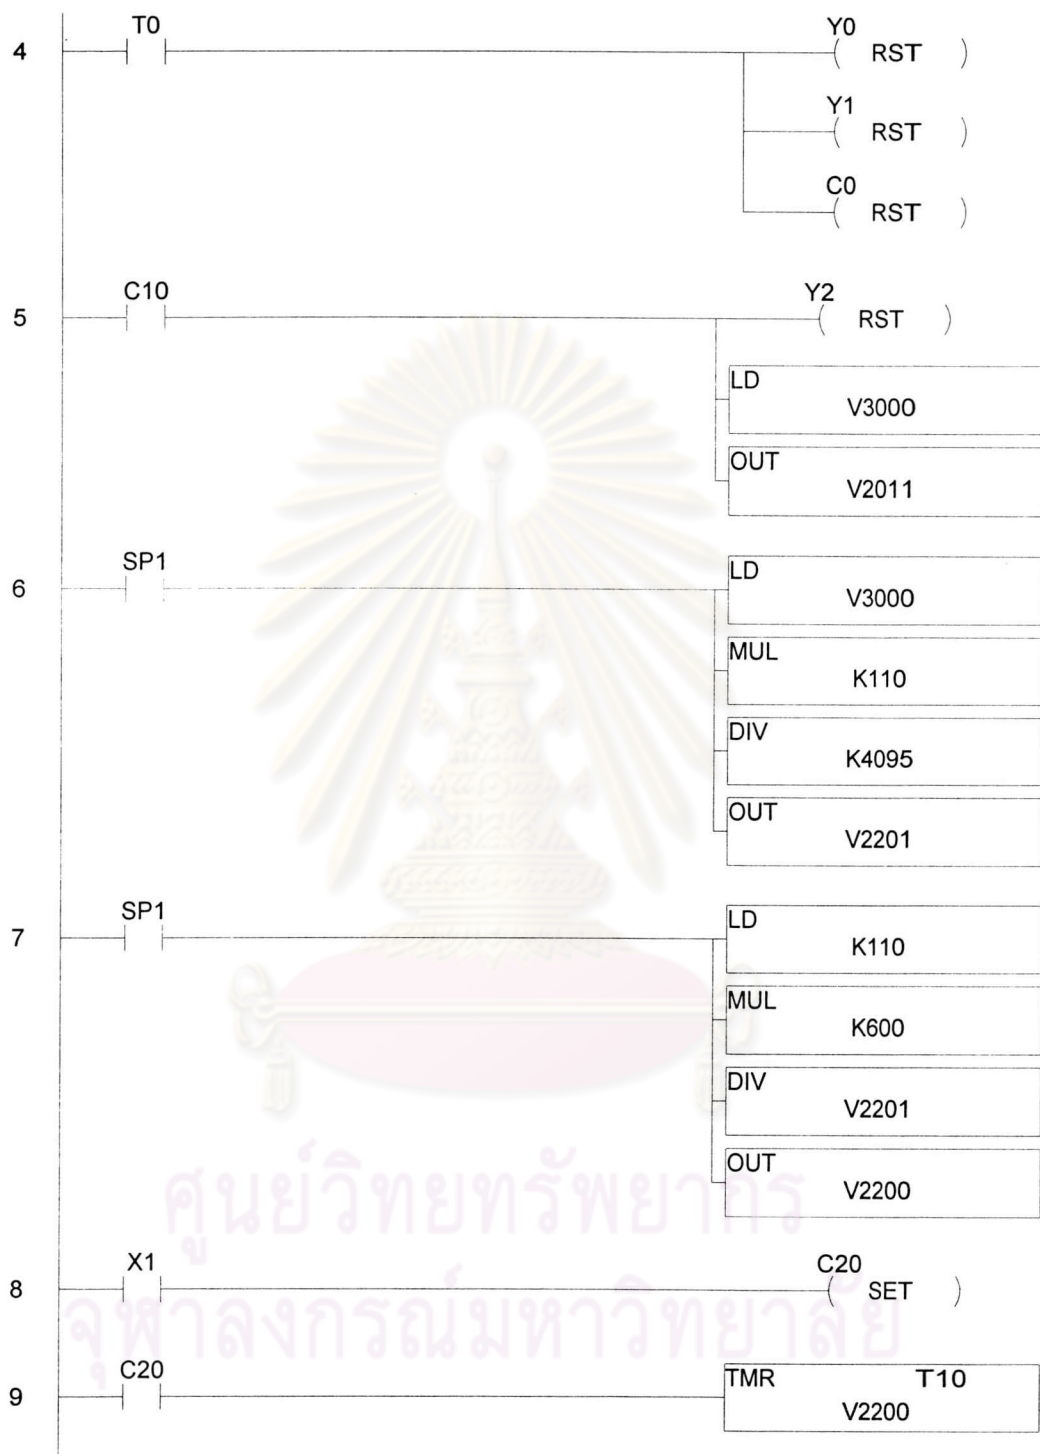 T0
Y0
4
RST
Y1
RST
C0
RST
C10
Y2
5
RST
LD
V3000
OUT
V2011
SP1
6
LD
V3000
MUL
K110
DIV
K4095
OUT
V2201
SP1
7
LD
K110
MUL
K600
DIV
V2201
OUT
V2200
ศูนย์วิทยทรัพยากร
X1
C20
8
SET
จุฬาลงกรณ์มหาวิทยาลัย
C20
9
TMR T10
V2200